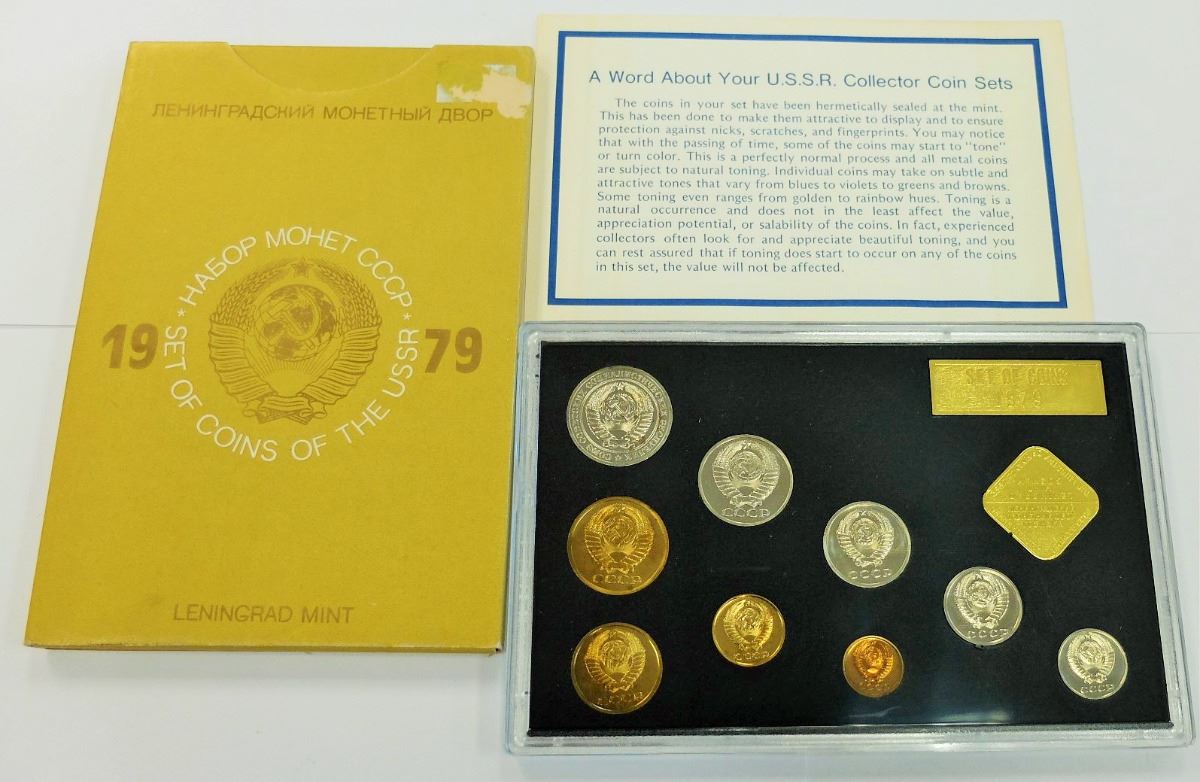 ЛЕНИНГРАДСКИЙ МОНЕТНЫЙ ДВОР
* НАБОР МОНЕТ СССР *
19 79
SET OF COINS OF THE USSR
LENINGRAD MINT
A Word About Your U.S.S.R. Collector Coin Sets
The coins in your set have been hermetically sealed at the mint.
This has been done to make them attractive to display and to ensure
protection against nicks, scratches, and fingerprints. You may notice
that with the passing of time, some of the coins may start to "tone"
or turn color. This is a perfectly normal process and all metal coins
are subject to natural toning. Individual coins may take on subtle and
attractive tones that vary from blues to violets to greens and browns.
Some toning even ranges from golden to rainbow hues. Toning is a
natural occurrence and does not in the least affect the value,
appreciation potential, or salability of the coins. In fact, experienced
collectors often look for and appreciate beautiful toning, and you
can rest assured that if toning does start to occur on any of the coins
in this set, the value will not be affected.
SET OF COINS
1979
СССР
СССР
СССР
СССР
СССР
СССР
СССР
СССР